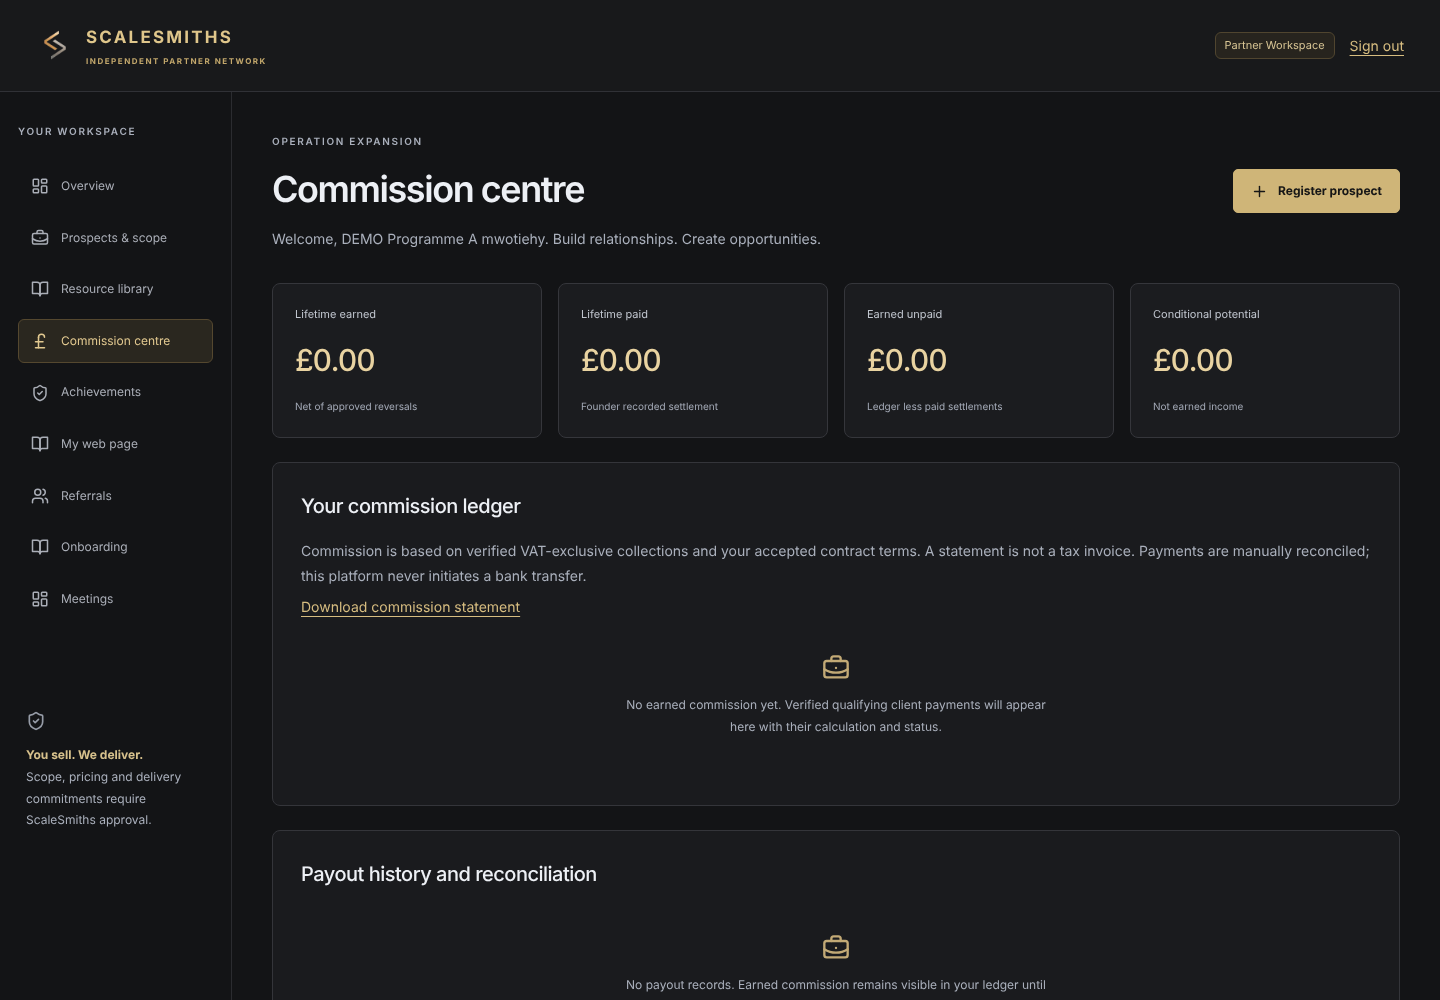 SCALESMITHS
INDEPENDENT PARTNER NETWORK
Partner Workspace
Sign out
YOUR WORKSPACE
Overview
Prospects & scope
Resource library
Commission centre
Achievements
My web page
Referrals
Onboarding
Meetings
You sell. We deliver.
Scope, pricing and delivery
commitments require
ScaleSmiths approval.
OPERATION EXPANSION
Commission centre
Register prospect
Welcome, DEMO Programme A mwotiehy. Build relationships. Create opportunities.
Lifetime earned
£0.00
Net of approved reversals
Lifetime paid
£0.00
Founder recorded settlement
Earned unpaid
£0.00
Ledger less paid settlements
Conditional potential
£0.00
Not earned income
Your commission ledger
Commission is based on verified VAT-exclusive collections and your accepted contract terms. A statement is not a tax invoice. Payments are manually reconciled;
this platform never initiates a bank transfer.
Download commission statement
No earned commission yet. Verified qualifying client payments will appear
here with their calculation and status.
Payout history and reconciliation
No payout records. Earned commission remains visible in your ledger until